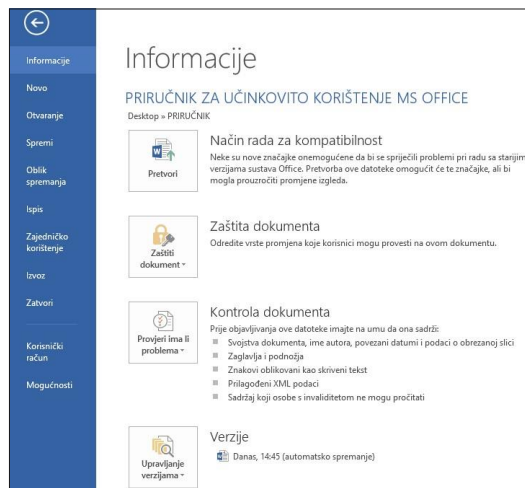 Informacije
Novo
Otvaranje
Spremi
Oblik
spremanja
Ispis
Zajedničko
korištenje
Izvoz
Zatvori
Korisnički
račun
Mogućnosti
Informacije
PRIRUČNIK ZA UČINKOVITO KORIŠTENJE MS OFFICE
Desktop » PRIRUČNIK
Pretvori
Način rada za kompatibilnost
Neke su nove značajke onemogućene da bi se spriječili problemi pri radu sa starijim
verzijama sustava Office. Pretvorba ove datoteke omogućit će te značajke, ali bi
mogla prouzročiti promjene izgleda.
Zaštiti
dokument
Zaštita dokumenta
Odredite vrste promjena koje korisnici mogu provesti na ovom dokumentu.
Provjeri ima li
problema
Kontrola dokumenta
Prije objavljivanja ove datoteke imajte na umu da ona sadrži:
Svojstva dokumenta, ime autora, povezani datumi i podaci o obrezanoj slici
Zaglavlja i podnožja
Znakovi oblikovani kao skriveni tekst
Prilagođeni XML podaci
Sadržaj koji osobe s invaliditetom ne mogu pročitati
Upravljanje
verzijama
Verzije
Danas, 14:45 (automatsko spremanje)